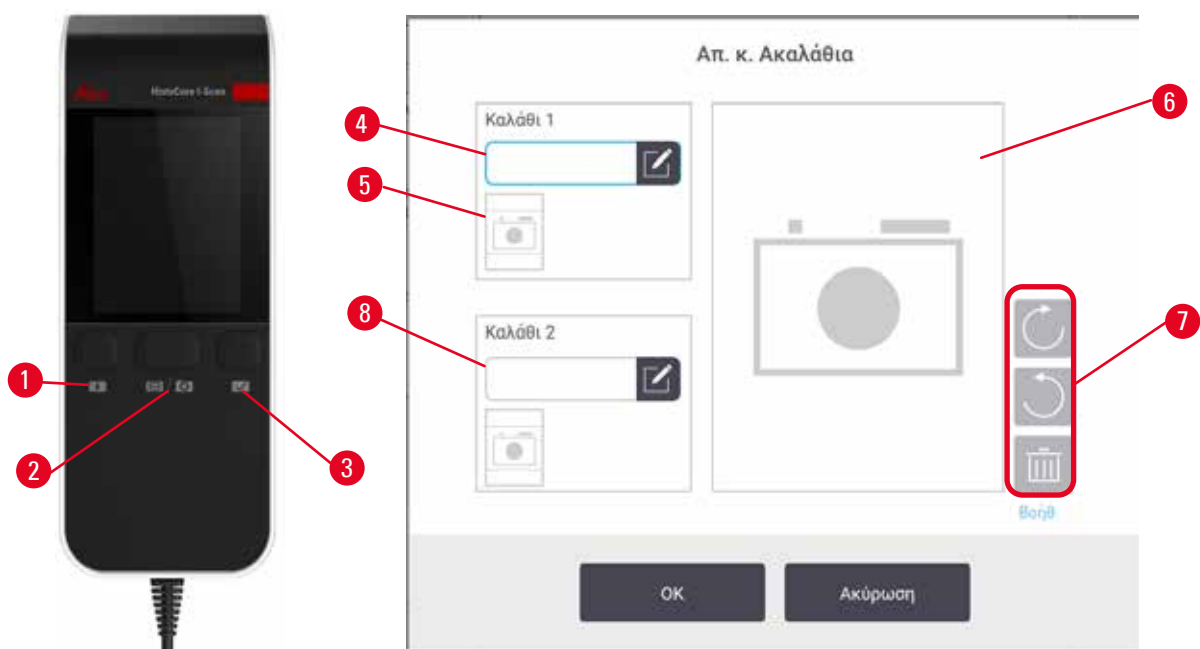 Leica
HistoCore I-Scan
1
2
3
Απ. κ. Ακαλάθια
Καλάθι 1
4
5
6
7
Καλάθι 2
8
Βοήθ
OK
Ακύρωση